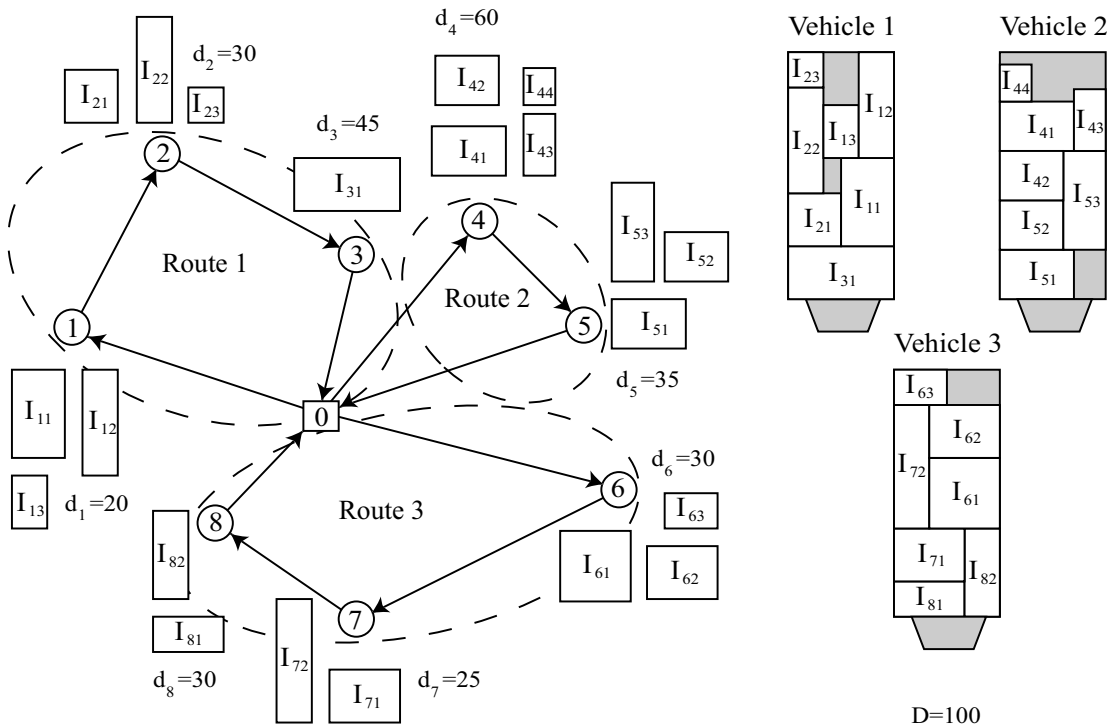 d₄=60
Vehicle 1
Vehicle 2
d₂=30
I₂₁
I₂₂
I₂₃
I₄₂
I₄₄
I₂₃
I₁₂
I₄₄
2
d₃=45
I₄₁
I₄₃
I₂₂
I₁₃
I₄₁
I₄₃
I₃₁
4
I₅₃
I₅₂
I₂₁
I₁₁
I₄₂
I₅₃
I₅₂
Route 1
3
Route 2
I₃₁
I₅₁
1
5
I₅₁
Vehicle 3
d₅=35
I₁₁
I₁₂
0
I₆₃
I₆₂
I₁₃
d₁=20
d₆=30
6
I₇₂
I₆₁
8
Route 3
I₆₃
I₈₂
I₆₁
I₆₂
I₇₁
I₈₂
7
I₈₁
I₈₁
I₇₂
d₈=30
I₇₁
d₇=25
D=100